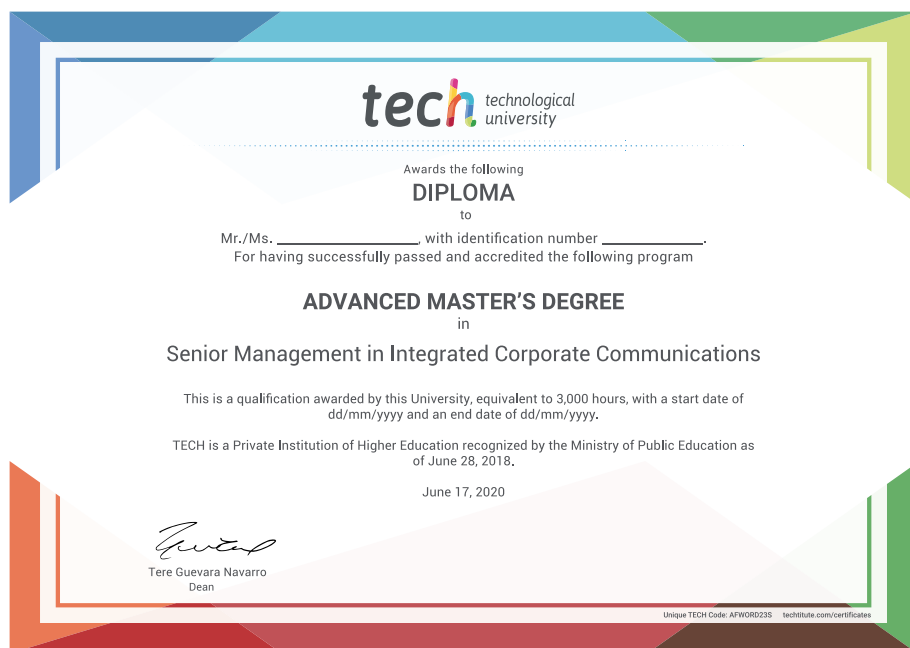 tech technological
university
Awards the following
DIPLOMA
to
Mr./Ms. ____________, with identification number ____________.
For having successfully passed and accredited the following program
ADVANCED MASTER'S DEGREE
in
Senior Management in Integrated Corporate Communications
This is a qualification awarded by this University, equivalent to 3,000 hours, with a start date of
dd/mm/yyyy and an end date of dd/mm/yyyy.
TECH is a Private Institution of Higher Education recognized by the Ministry of Public Education as
of June 28, 2018.
June 17, 2020
Tere Guevara Navarro
Dean
Unique TECH Code: AFWORD23S techtitute.com/certificates